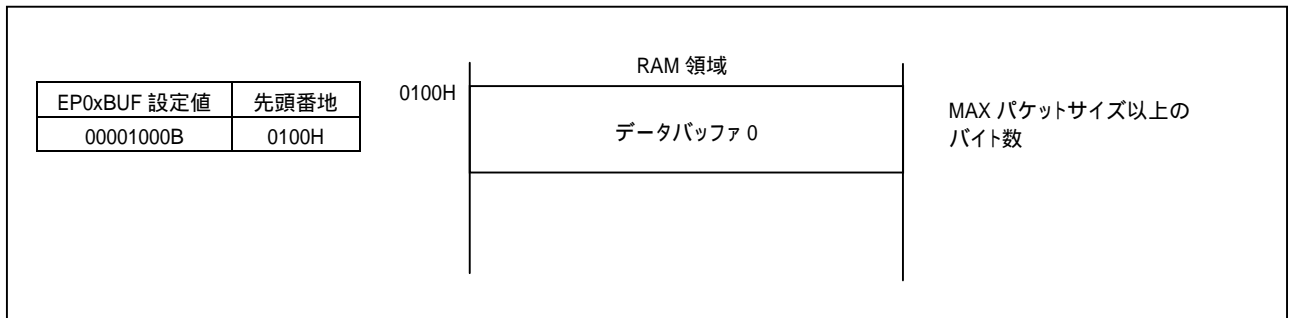 EP0xBUF 設定値 先頭番地
00001000B 0100H
RAM 領域
0100H
データバッファ 0
MAX パケットサイズ以上の
バイト数